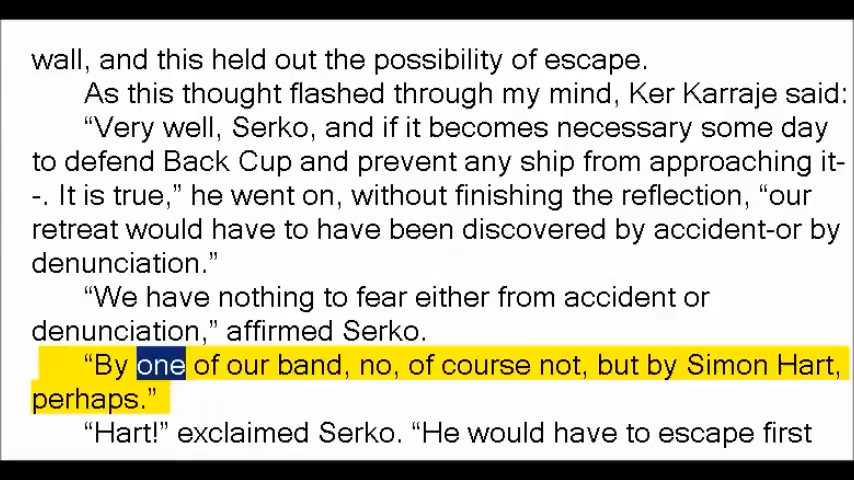 wall, and this held out the possibility of escape.
As this thought flashed through my mind, Ker Karraje said:
“Very well, Serko, and if it becomes necessary some day
to defend Back Cup and prevent any ship from approaching it-
-. It is true,” he went on, without finishing the reflection, “our
retreat would have to have been discovered by accident-or by
denunciation.”
“We have nothing to fear either from accident or
denunciation,” affirmed Serko.
“By one of our band, no, of course not, but by Simon Hart,
perhaps.”
“Hart!” exclaimed Serko. “He would have to escape first